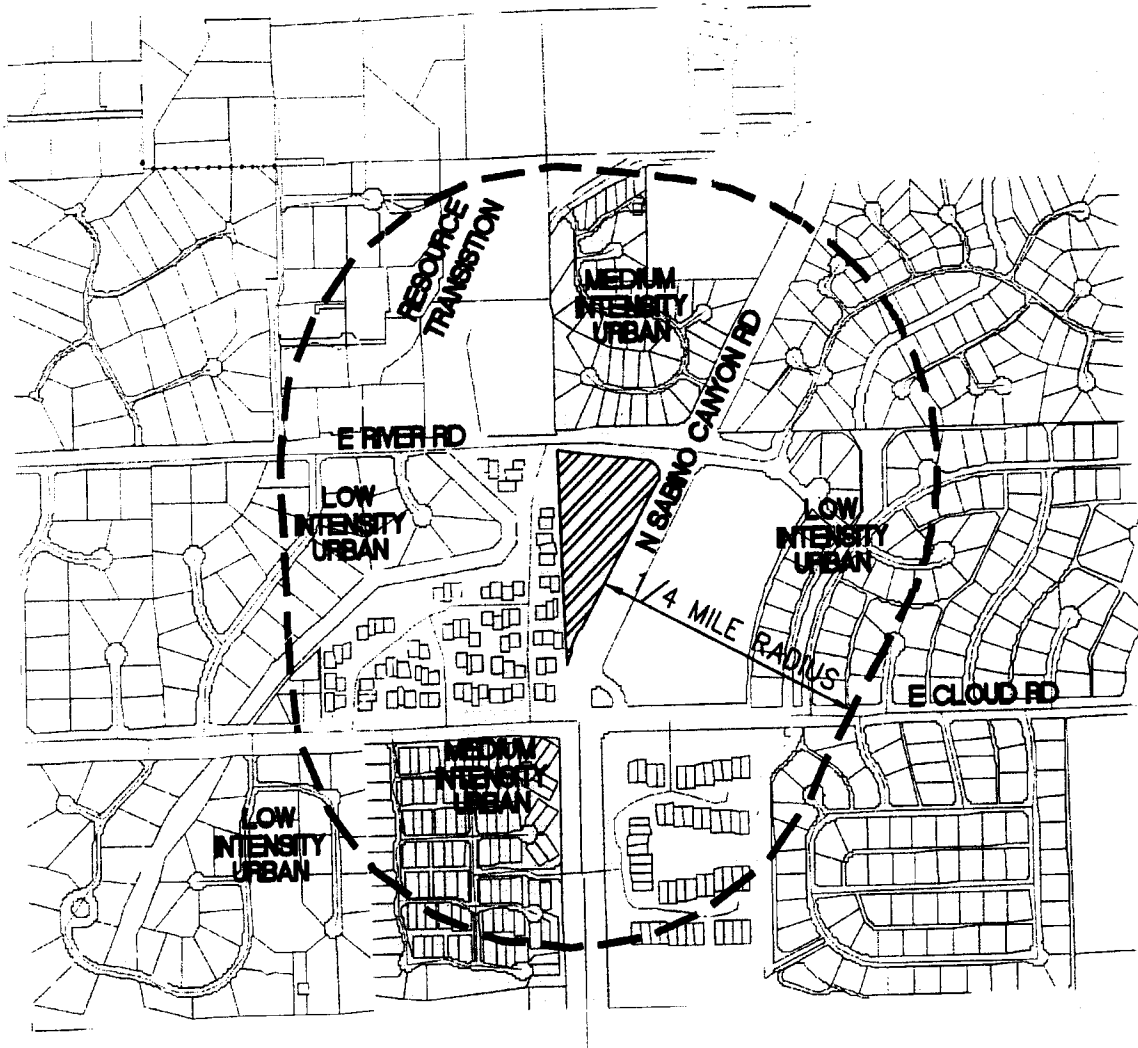 RESOURCE
TRANSISTION
MEDIUM
INTENSITY
URBAN
N SABINO CANYON RD
E RIVER RD
LOW
INTENSITY
URBAN
LOW
INTENSITY
URBAN
1/4 MILE RADIUS
E CLOUD RD
MEDIUM
INTENSITY
URBAN
LOW
INTENSITY
URBAN